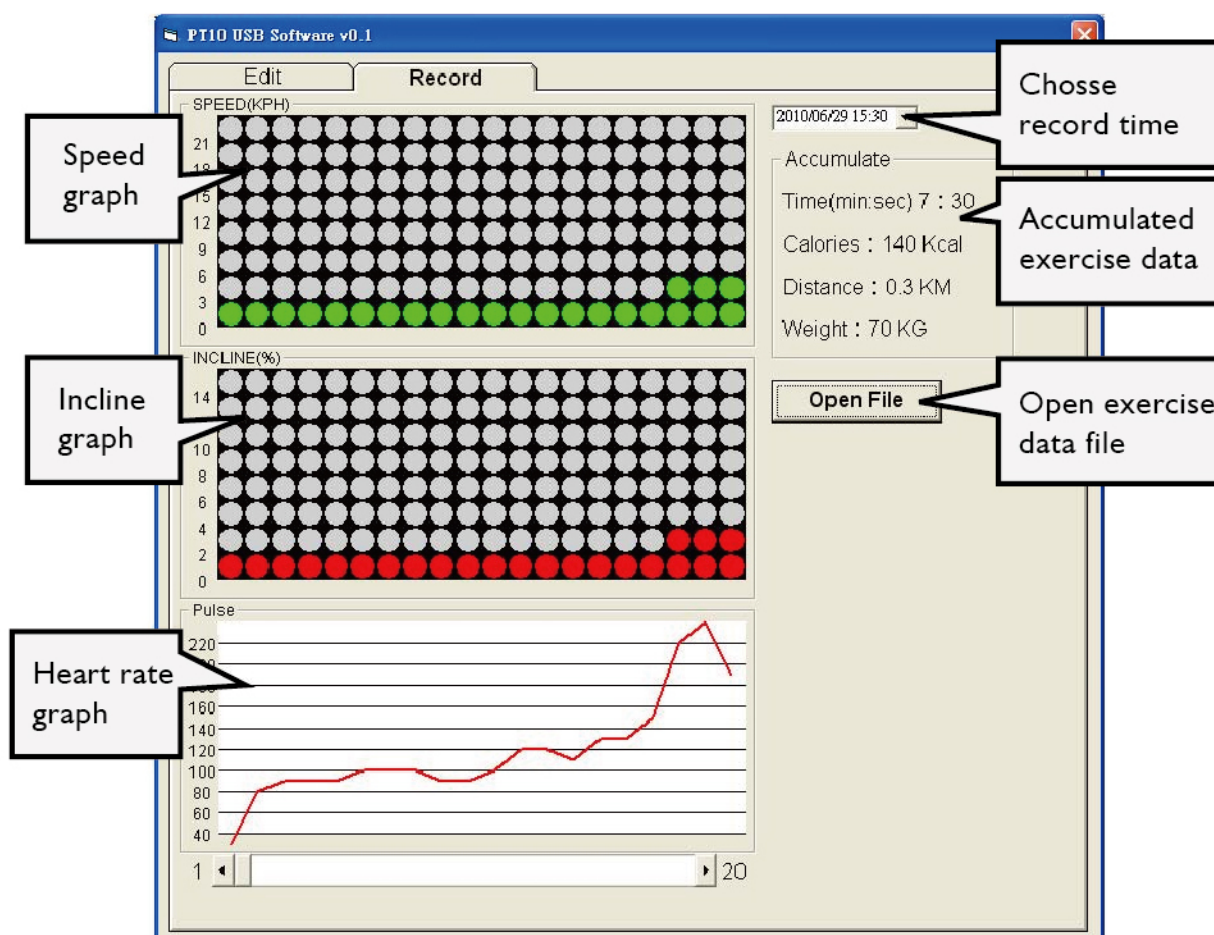 PT10 USB Software v0.1
Edit
Record
SPEED(KPH)
21
18
15
12
9
6
3
0
Speed
graph
2010/06/29 15:30
Chosse
record time
Accumulate
Time(min:sec) 7 : 30
Calories : 140 Kcal
Distance : 0.3 KM
Weight : 70 KG
Accumulated
exercise data
Open File
Open exercise
data file
INCLINE(%)
14
10
8
6
4
2
0
Incline
graph
Pulse
220
160
140
120
100
80
60
40
Heart rate
graph
1
20